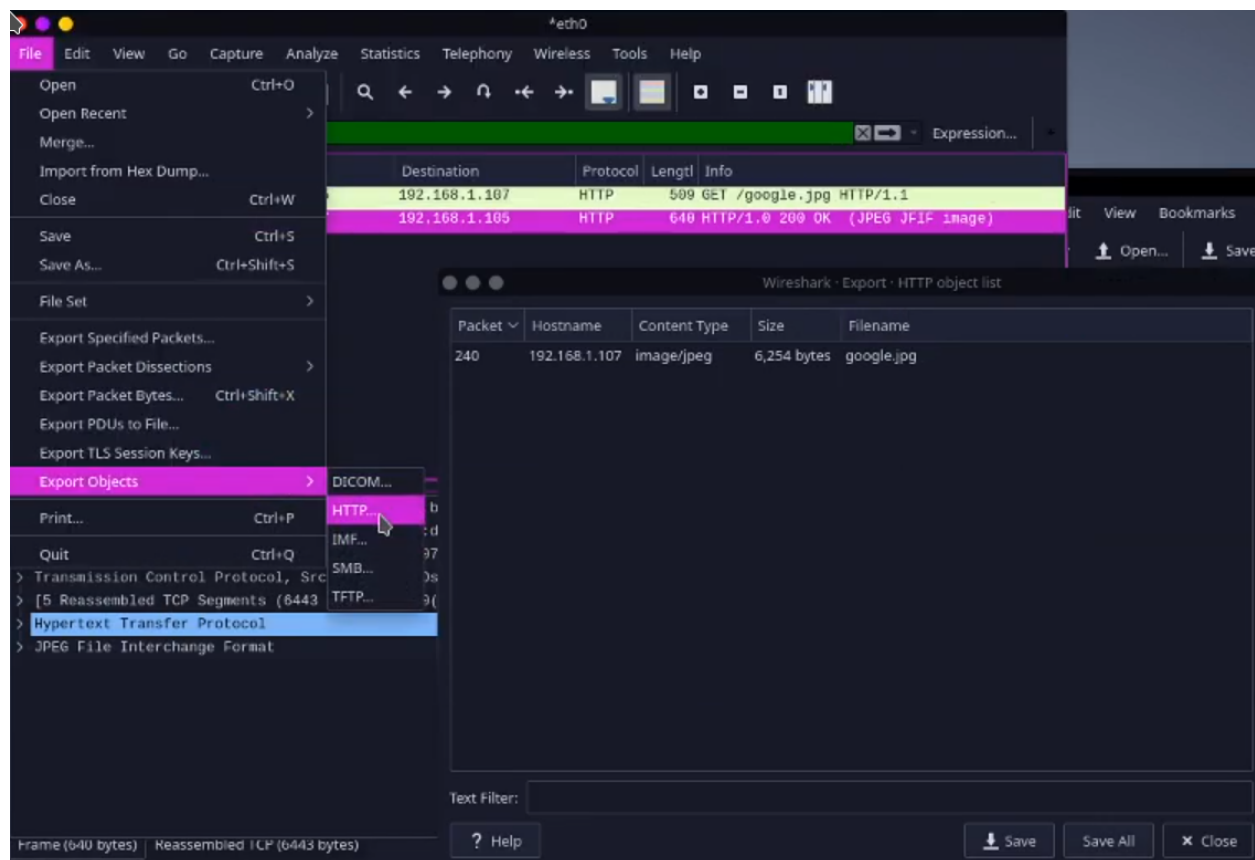 *eth0
File Edit View Go Capture Analyze Statistics Telephony Wireless Tools Help
Open Ctrl+O
Open Recent
Merge...
Import from Hex Dump...
Close Ctrl+W
Save Ctrl+S
Save As... Ctrl+Shift+S
File Set
Export Specified Packets...
Export Packet Dissections
Export Packet Bytes... Ctrl+Shift+X
Export PDUs to File...
Export TLS Session Keys...
Export Objects
Print... Ctrl+P
Quit Ctrl+Q
DICOM...
HTTP...
IMF...
SMB...
TFTP...
Expression...
Destination Protocol Lengtl Info
192.168.1.107 HTTP 509 GET /google.jpg HTTP/1.1
192.168.1.105 HTTP 640 HTTP/1.0 200 OK (JPEG JFIF image)
dit View Bookmarks
Open... Save
Wireshark · Export · HTTP object list
Packet Hostname Content Type Size Filename
240 192.168.1.107 image/jpeg 6,254 bytes google.jpg
b
:d
97
Transmission Control Protocol, Src Ds
[5 Reassembled TCP Segments (6443 9(
Hypertext Transfer Protocol
JPEG File Interchange Format
Text Filter:
? Help Save Save All Close
Frame (640 bytes) Reassembled TCP (6443 bytes)